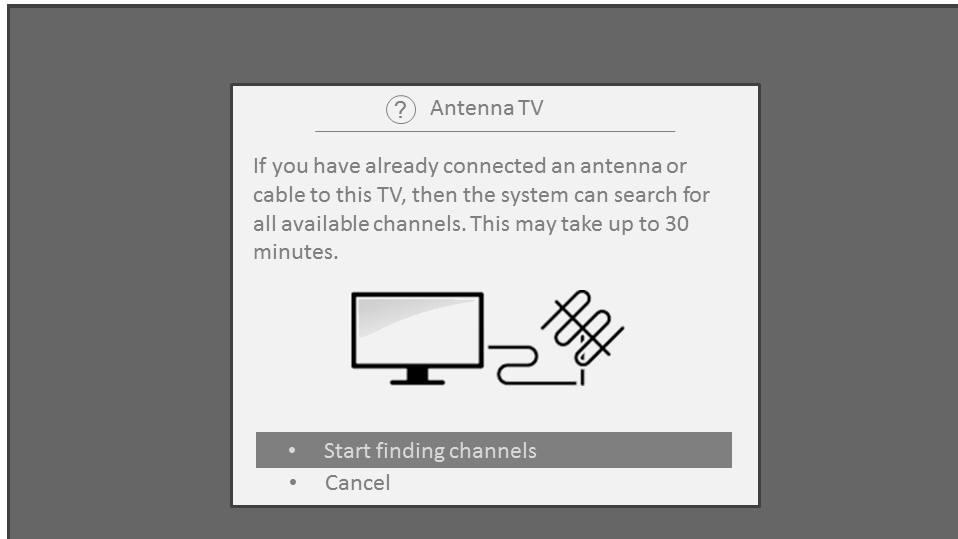 ? Antenna TV
If you have already connected an antenna or
cable to this TV, then the system can search for
all available channels. This may take up to 30
minutes.
• Start finding channels
• Cancel